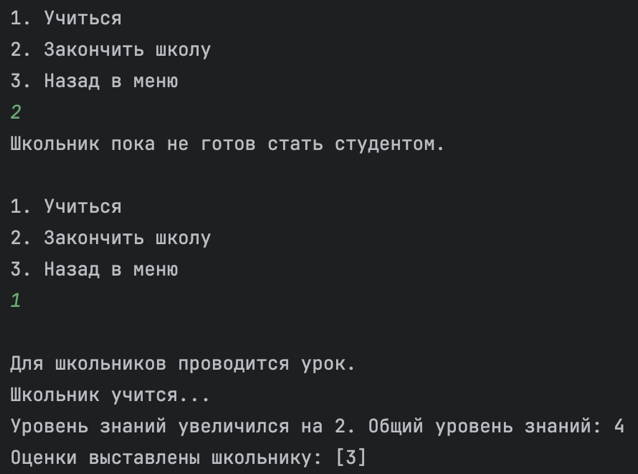 1. Учиться
2. Закончить школу
3. Назад в меню
2
Школьник пока не готов стать студентом.
1. Учиться
2. Закончить школу
3. Назад в меню
1
Для школьников проводится урок.
Школьник учится...
Уровень знаний увеличился на 2. Общий уровень знаний: 4
Оценки выставлены школьнику: [3]